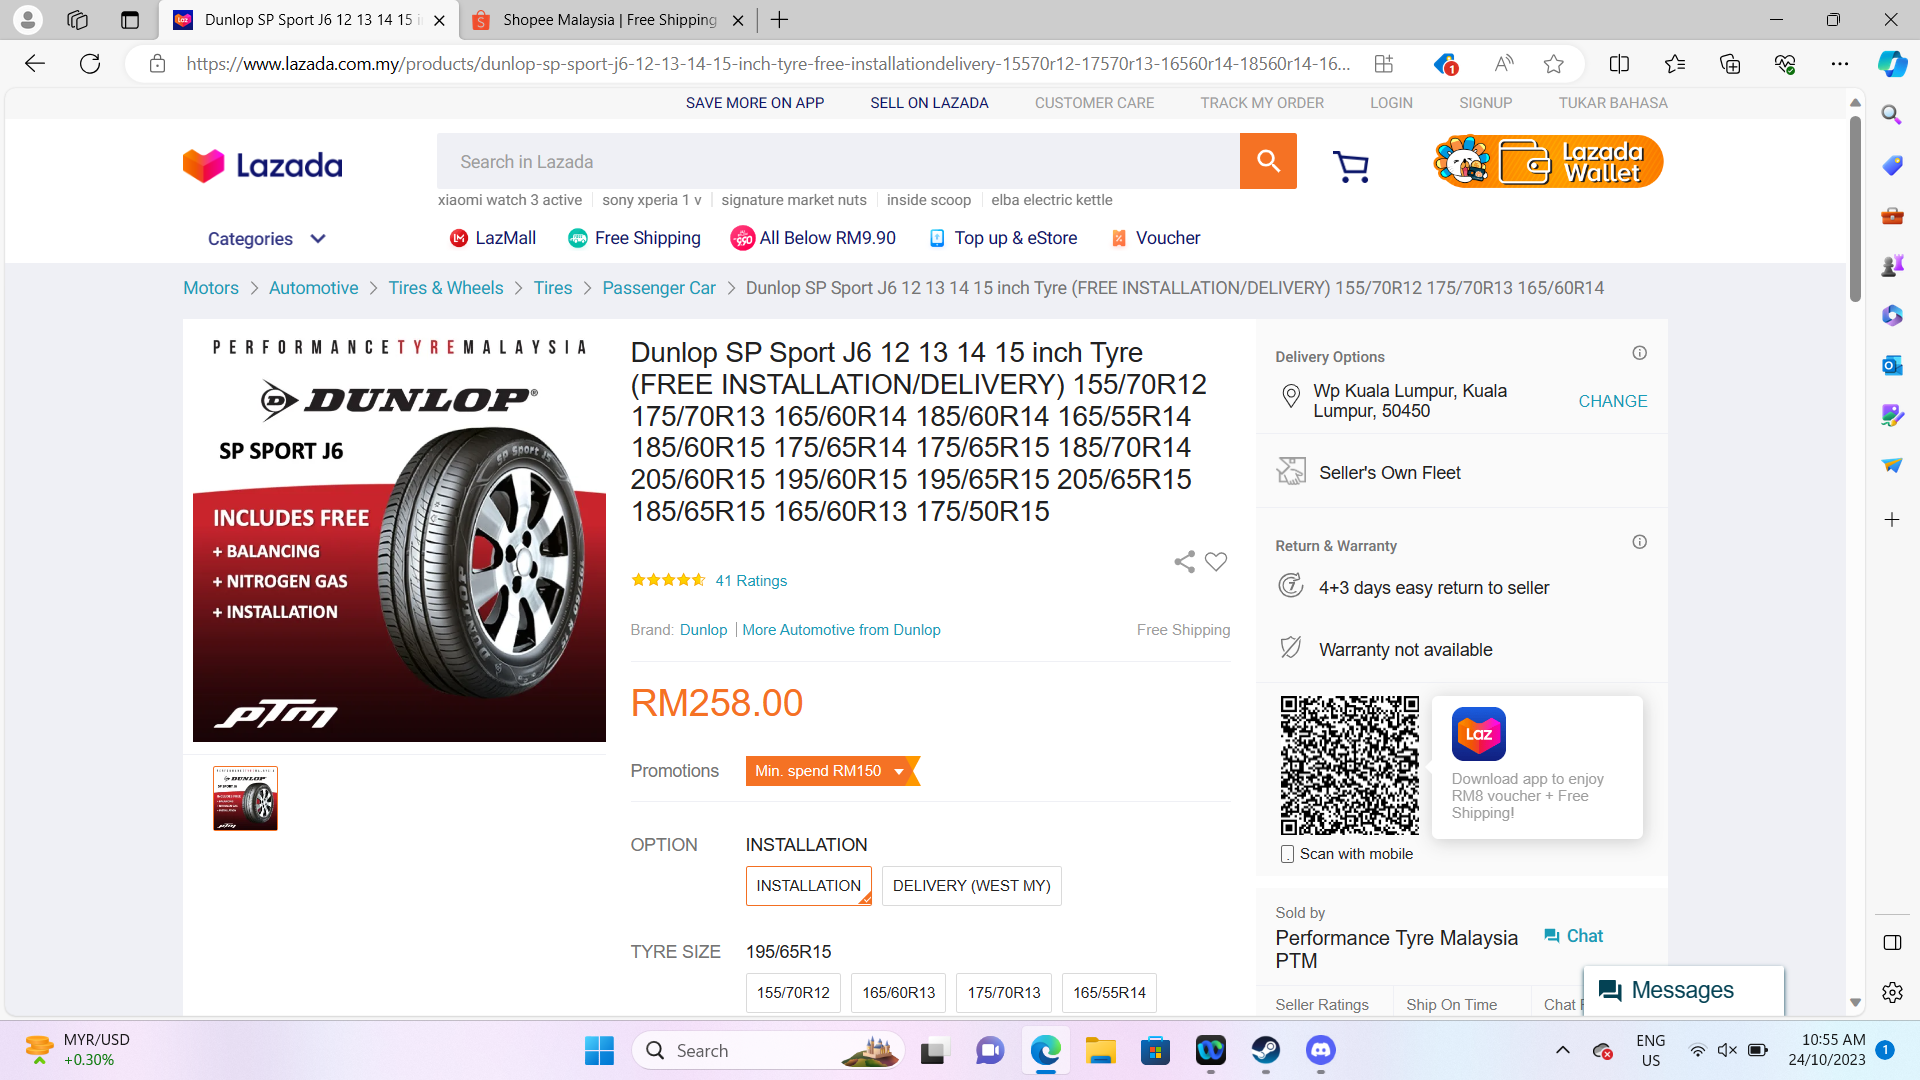 Dunlop SP Sport J6 12 13 14 15 i
Shopee Malaysia | Free Shipping
https://www.lazada.com.my/products/dunlop-sp-sport-j6-12-13-14-15-inch-tyre-free-installationdelivery-15570r12-17570r13-16560r14-18560r14-16...
1
SAVE MORE ON APP
SELL ON LAZADA
CUSTOMER CARE
TRACK MY ORDER
LOGIN
SIGNUP
TUKAR BAHASA
Lazada
Search in Lazada
Lazada
Wallet
xiaomi watch 3 active
sony xperia 1 v
signature market nuts
inside scoop
elba electric kettle
Categories
LazMall
Free Shipping
All Below RM9.90
Top up & eStore
Voucher
Motors > Automotive > Tires & Wheels > Tires > Passenger Car > Dunlop SP Sport J6 12 13 14 15 inch Tyre (FREE INSTALLATION/DELIVERY) 155/70R12 175/70R13 165/60R14
PERFORMANCETYREMALAYSIA
DUNLOP
SP SPORT J6
INCLUDES FREE
+ BALANCING
+ NITROGEN GAS
+ INSTALLATION
PTM
Dunlop SP Sport J6 12 13 14 15 inch Tyre
(FREE INSTALLATION/DELIVERY) 155/70R12
175/70R13 165/60R14 185/60R14 165/55R14
185/60R15 175/65R14 175/65R15 185/70R14
205/60R15 195/60R15 195/65R15 205/65R15
185/65R15 165/60R13 175/50R15
41 Ratings
Brand: Dunlop | More Automotive from Dunlop
Free Shipping
RM258.00
Promotions
Min. spend RM150
OPTION
INSTALLATION
INSTALLATION
DELIVERY (WEST MY)
TYRE SIZE
195/65R15
155/70R12
165/60R13
175/70R13
165/55R14
Delivery Options
Wp Kuala Lumpur, Kuala
Lumpur, 50450
CHANGE
Seller's Own Fleet
Return & Warranty
4+3 days easy return to seller
Warranty not available
Laz
Download app to enjoy
RM8 voucher + Free
Shipping!
Scan with mobile
Sold by
Performance Tyre Malaysia
PTM
Chat
Seller Ratings
Ship On Time
Chat
Messages
MYR/USD
+0.30%
Search
ENG
US
10:55 AM
24/10/2023
1